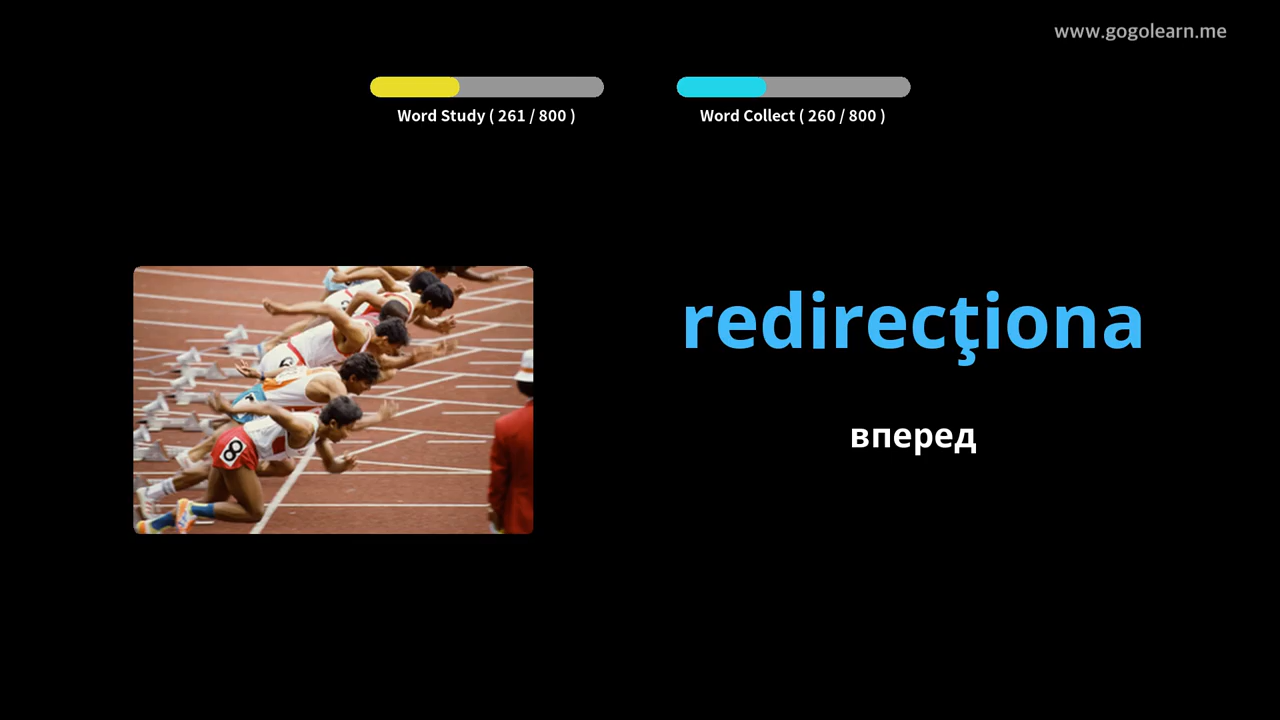 www.gogolearn.me
Word Study ( 261 / 800 )
Word Collect ( 260 / 800 )
redirecţiona
вперед
8